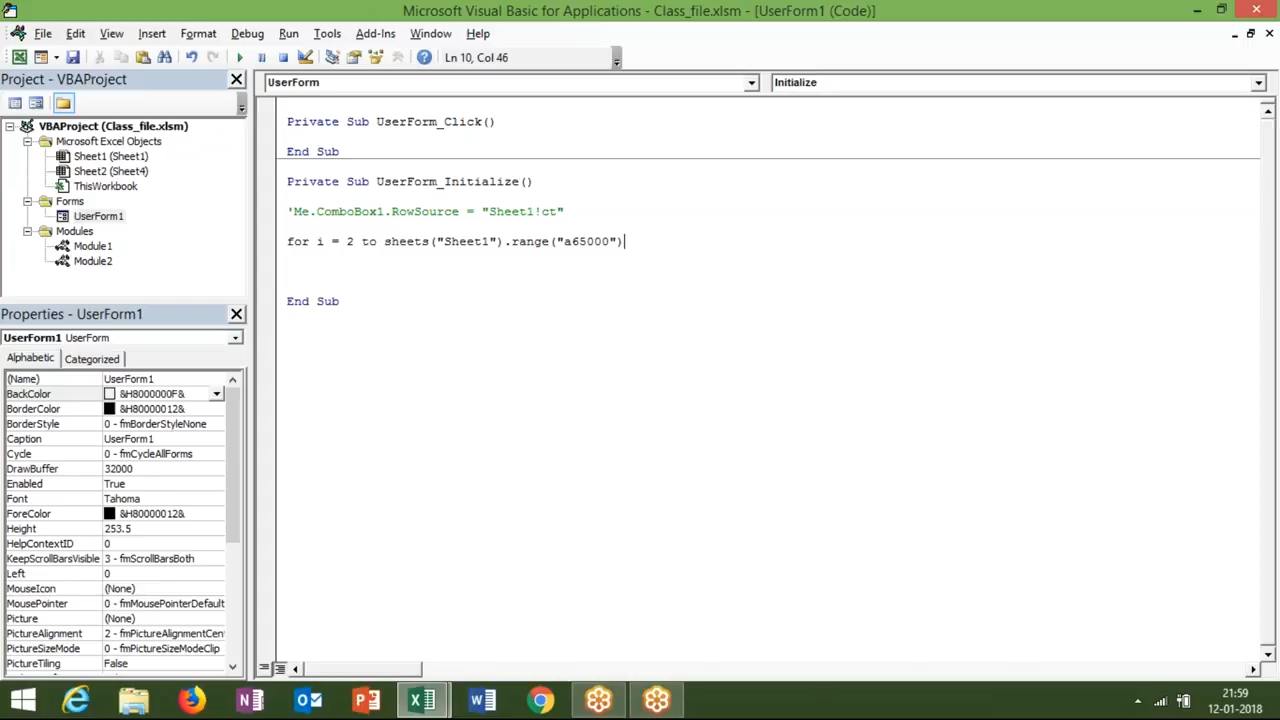 Microsoft Visual Basic for Applications - Class_file.xlsm - [UserForm1 (Code)]
File Edit View Insert Format Debug Run Tools Add-Ins Window Help
Ln 10, Col 46
Project - VBAProject
UserForm
Initialize
VBAProject (Class_file.xlsm)
Microsoft Excel Objects
Sheet1 (Sheet1)
Sheet2 (Sheet4)
ThisWorkbook
Forms
UserForm1
Modules
Module1
Module2
Private Sub UserForm_Click()
End Sub
Private Sub UserForm_Initialize()
'Me.ComboBox1.RowSource = "Sheet1!ct"
for i = 2 to sheets("Sheet1").range("a65000")
End Sub
Properties - UserForm1
UserForm1 UserForm
Alphabetic Categorized
(Name) UserForm1
BackColor &H8000000F&
BorderColor &H80000012&
BorderStyle 0 - fmBorderStyleNone
Caption UserForm1
Cycle 0 - fmCycleAllForms
DrawBuffer 32000
Enabled True
Font Tahoma
ForeColor &H80000012&
Height 253.5
HelpContextID 0
KeepScrollBarsVisible 3 - fmScrollBarsBoth
Left 0
MouseIcon (None)
MousePointer 0 - fmMousePointerDefault
Picture (None)
PictureAlignment 2 - fmPictureAlignmentCen
PictureSizeMode 0 - fmPictureSizeModeClip
PictureTiling False
21:59
12-01-2018